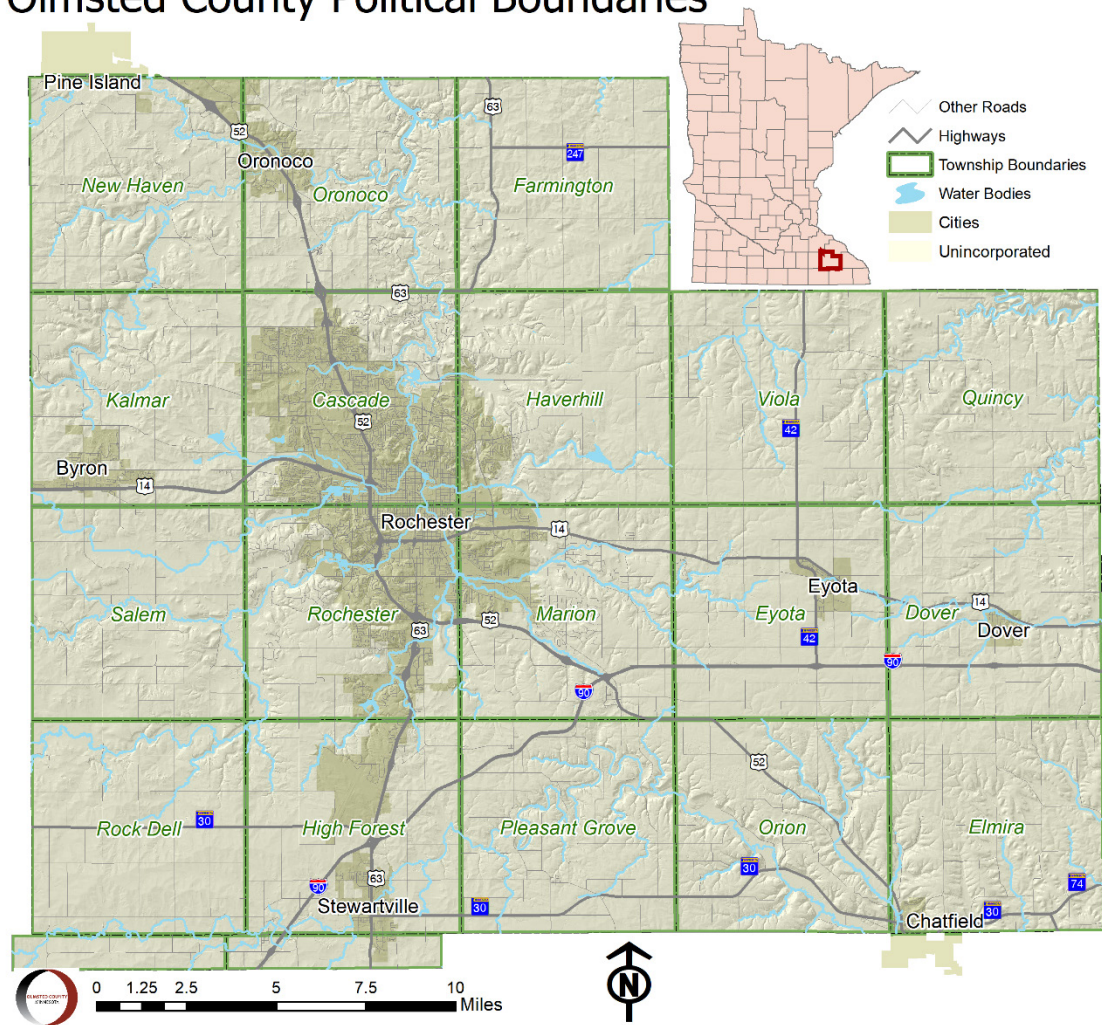 Olmsted County Political Boundaries
Pine Island
63
Other Roads
Highways
52
247
Township Boundaries
Oronoco
New Haven
Oronoco
Farmington
Water Bodies
Cities
Unincorporated
63
Kalmar
Cascade
Haverhill
Viola
Quincy
52
42
Byron
14
Rochester
14
Eyota
14
Salem
Rochester
Marion
Eyota
Dover
52
63
42
Dover
90
90
52
30
Rock Dell
High Forest
Pleasant Grove
Orion
Elmira
30
63
74
90
Stewartville
30
Chatfield
30
N
OLMSTED COUNTY
MINNESOTA
0 1.25 2.5 5 7.5 10
Miles